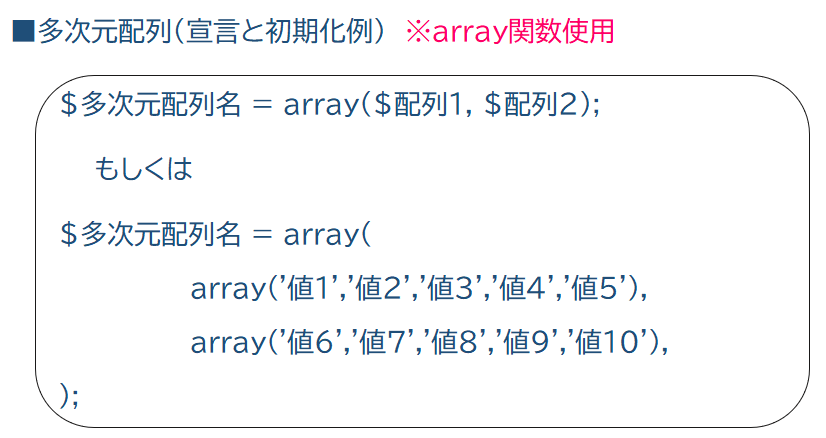 ■多次元配列（宣言と初期化例） ※array関数使用
$多次元配列名 = array($配列1, $配列2);
もしくは
$多次元配列名 = array(
array('値1','値2','値3','値4','値5'),
array('値6','値7','値8','値9','値10'),
);